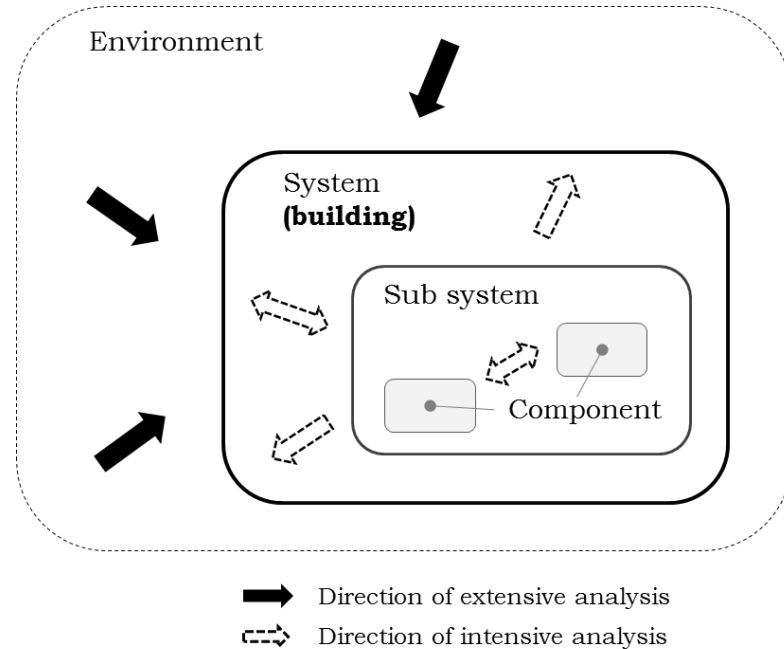 Environment
System
(building)
Sub system
Component
Direction of extensive analysis
Direction of intensive analysis